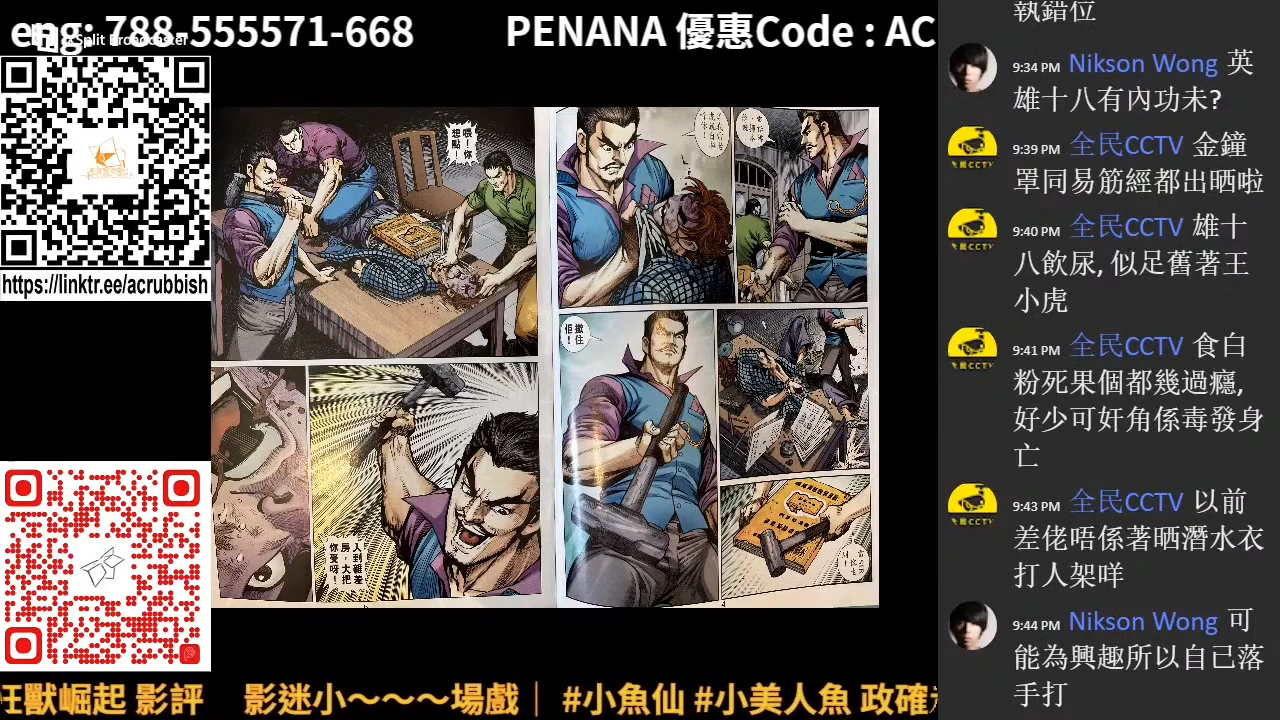 eng: 788-555571-668 PENANA 優惠Code : AC
XSplit Broadcaster
https://linktr.ee/acrubbish
喂！你
想點！
人到雜差
房，大把
你受呀！
撳住
佢！
4
狂獸崛起 影評 影迷小～～～場戲｜ #小魚仙 #小美人魚 政確
執錯位
9:34 PM Nikson Wong 英
雄十八有內功未?
9:39 PM 全民CCTV 金鐘
罩同易筋經都出晒啦
9:40 PM 全民CCTV 雄十
八飲尿, 似足舊著王
小虎
9:41 PM 全民CCTV 食白
粉死果個都幾過癮,
好少可奸角係毒發身
亡
9:43 PM 全民CCTV 以前
差佬唔係著晒潛水衣
打人架咩
9:44 PM Nikson Wong 可
能為興趣所以自己落
手打